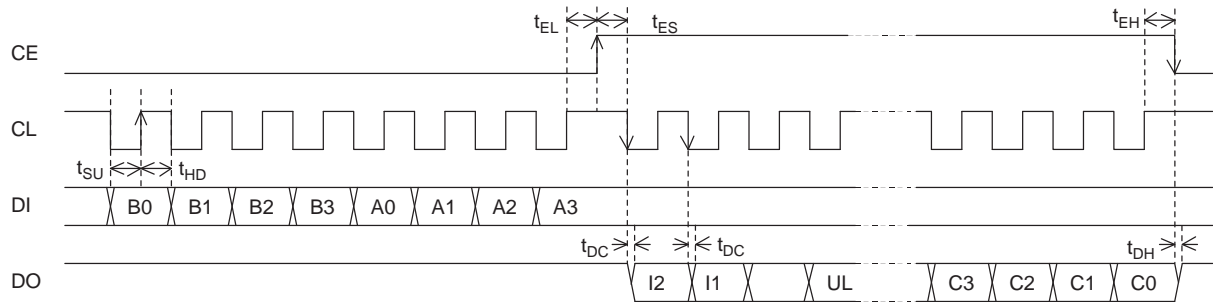 tEL tES tEH
CE
CL
tSU tHD
DI B0 B1 B2 B3 A0 A1 A2 A3
tDC tDC tDH
DO I2 I1 UL C3 C2 C1 C0